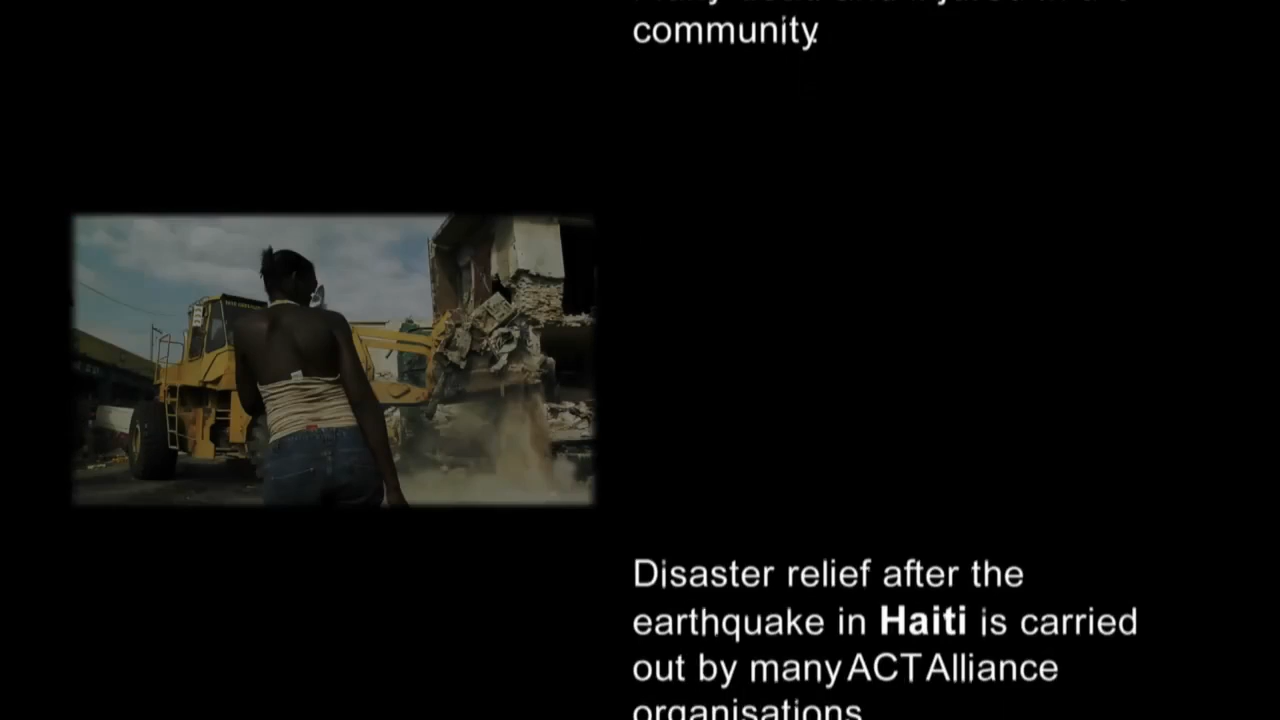 community.
Disaster relief after the
earthquake in Haiti is carried
out by many ACT Alliance
organisations